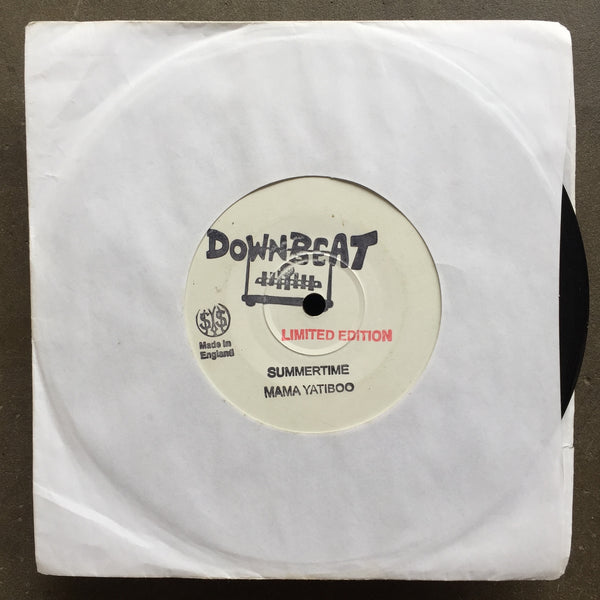 DOWNBEAT
LIMITED EDITION
$Y$
Made In
England
SUMMERTIME
MAMA YATIBOO